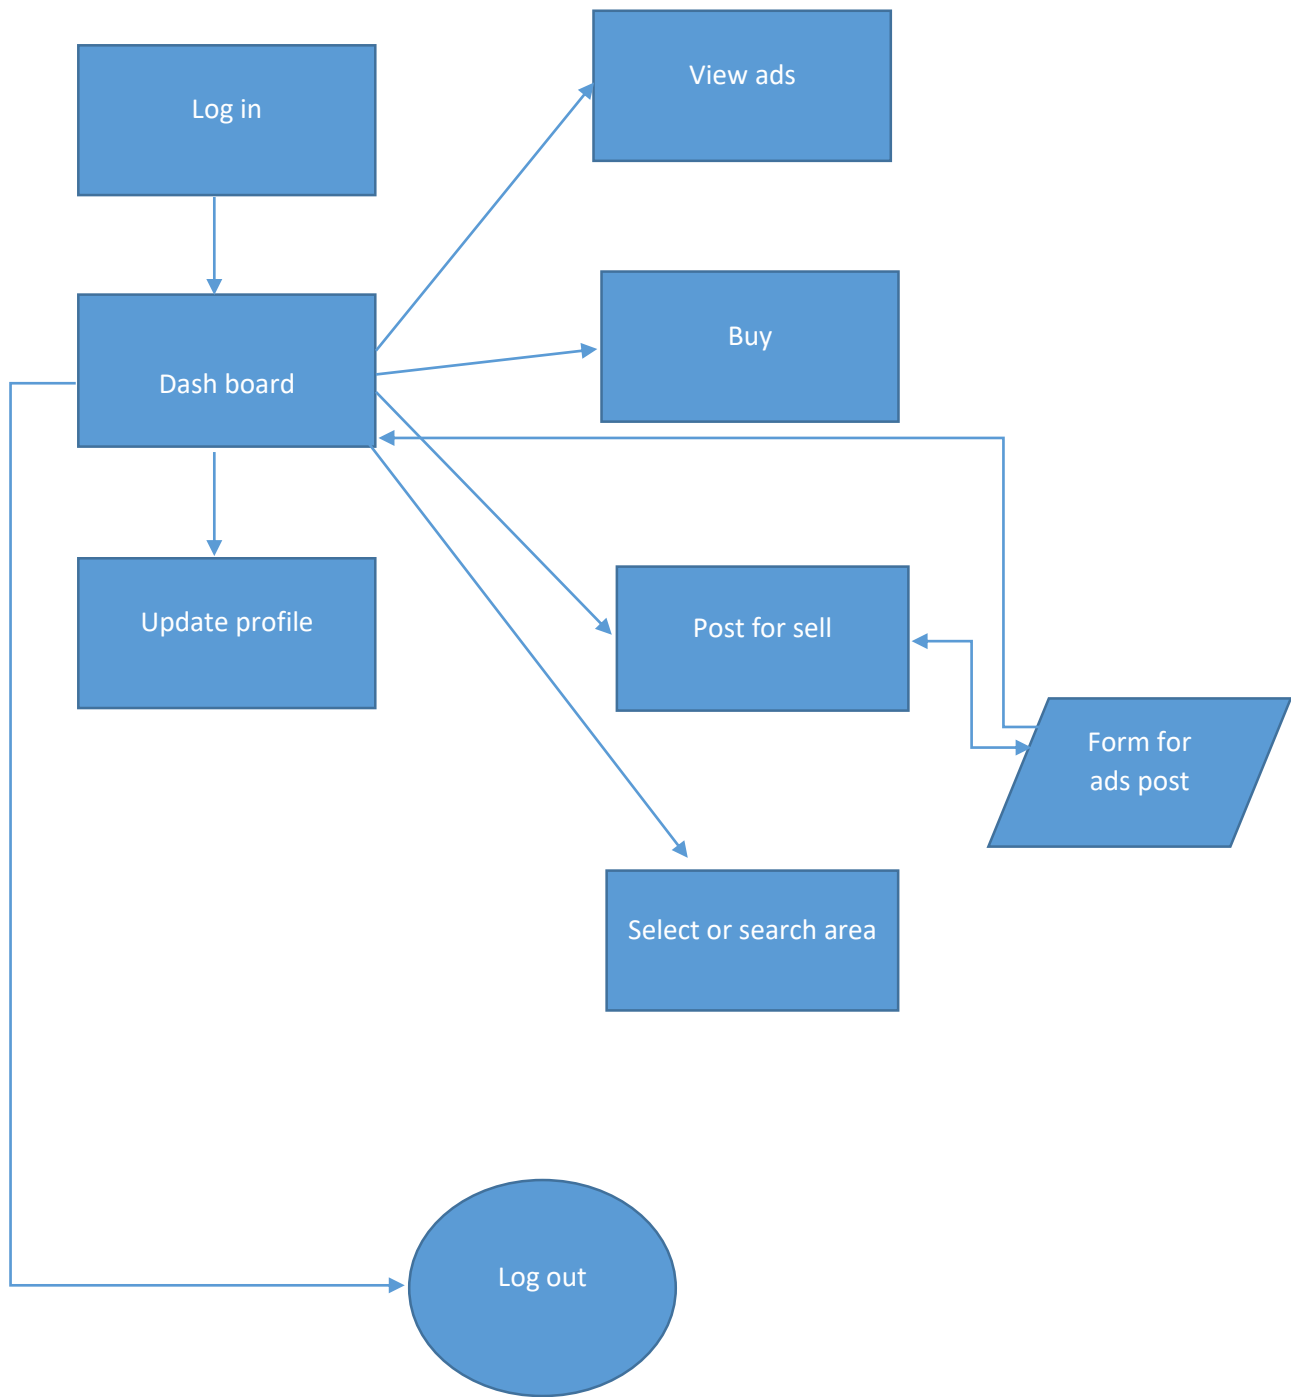 View ads
Log in
Buy
Dash board
Update profile
Post for sell
Form for
ads post
Select or search area
Log out